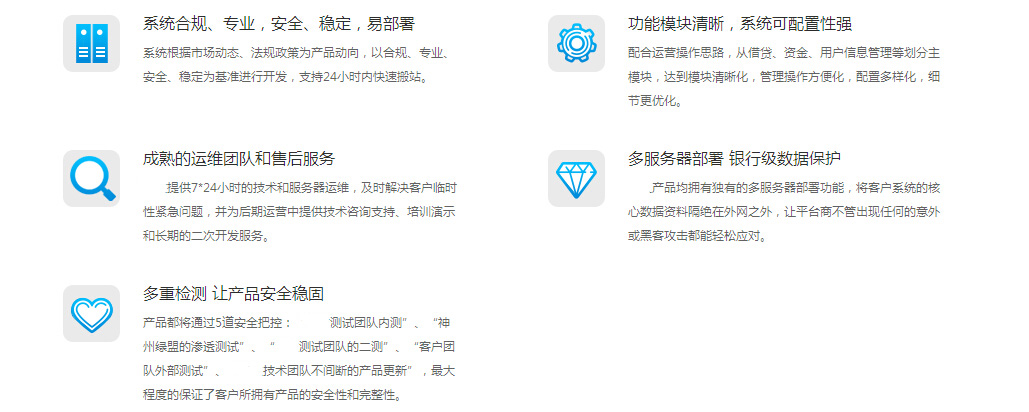 系统合规、专业，安全、稳定，易部署
系统根据市场动态、法规政策为产品动向，以合规、专业、
安全、稳定为基准进行开发，支持24小时内快速搬站。
功能模块清晰，系统可配置性强
配合运营操作思路，从借贷、资金、用户信息管理等划分主
模块，达到模块清晰化，管理操作方便化，配置多样化，细
节更优化。
成熟的运维团队和售后服务
提供7*24小时的技术和服务器运维，及时解决客户临时
性紧急问题，并为后期运营中提供技术咨询支持、培训演示
和长期的二次开发服务。
多服务器部署 银行级数据保护
产品均拥有独有的多服务器部署功能，将客户系统的核
心数据资料隔绝在外网之外，让平台商不管出现任何的意外
或黑客攻击都能轻松应对。
多重检测 让产品安全稳固
产品都将通过5道安全把控： 测试团队内测”、“神
州绿盟的渗透测试”、“ 测试团队的二测”、“客户团
队外部测试”、 技术团队不间断的产品更新”，最大
程度的保证了客户所拥有产品的安全性和完整性。